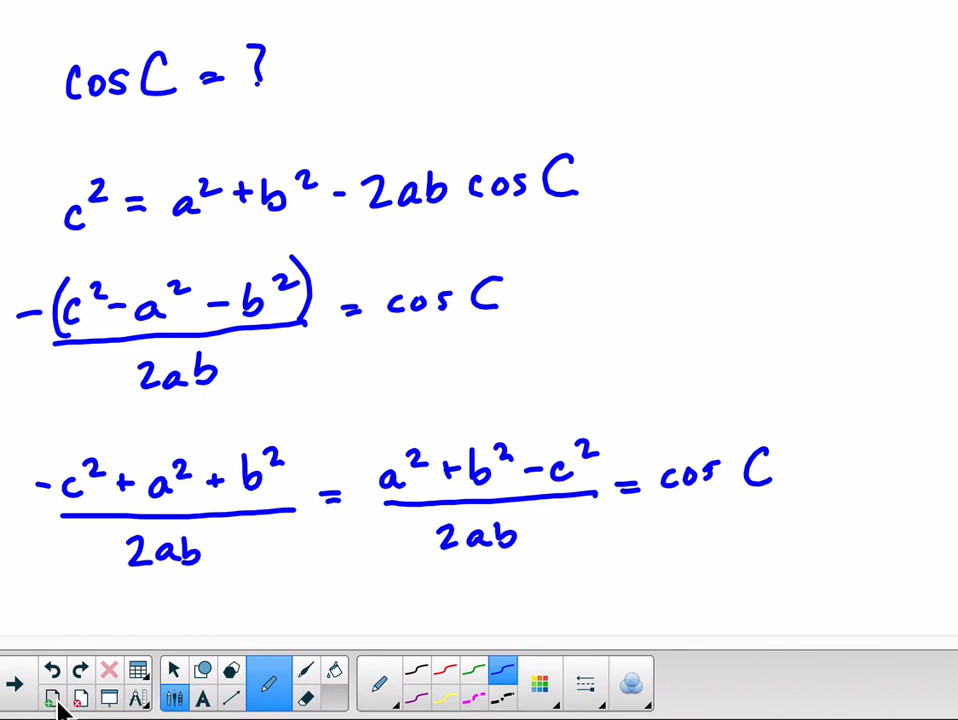 cos C = ?
c² = a² + b² - 2ab cos C
-(c² - a² - b²) / 2ab = cos C
-c² + a² + b² / 2ab = a² + b² - c² / 2ab = cos C
A